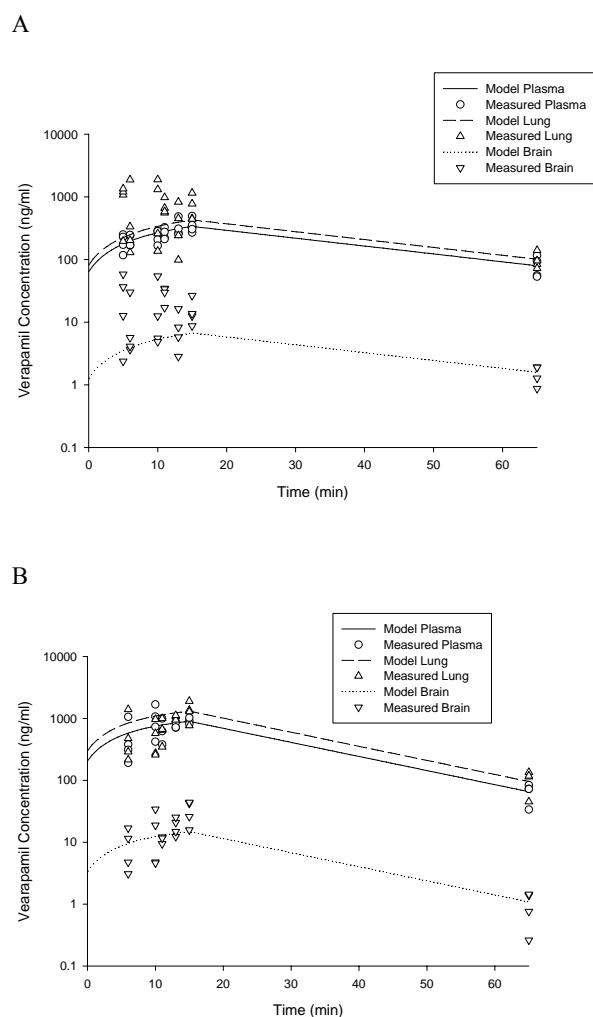 A
Model Plasma
Measured Plasma
Model Lung
Measured Lung
Model Brain
Measured Brain
10000
1000
100
10
1
0.1
Verapamil Concentration (ng/ml)
0 10 20 30 40 50 60
Time (min)
B
Model Plasma
Measured Plasma
Model Lung
Measured Lung
Model Brain
Measured Brain
10000
1000
100
10
1
0.1
Vearapamil Concentration (ng/ml)
0 10 20 30 40 50 60
Time (min)